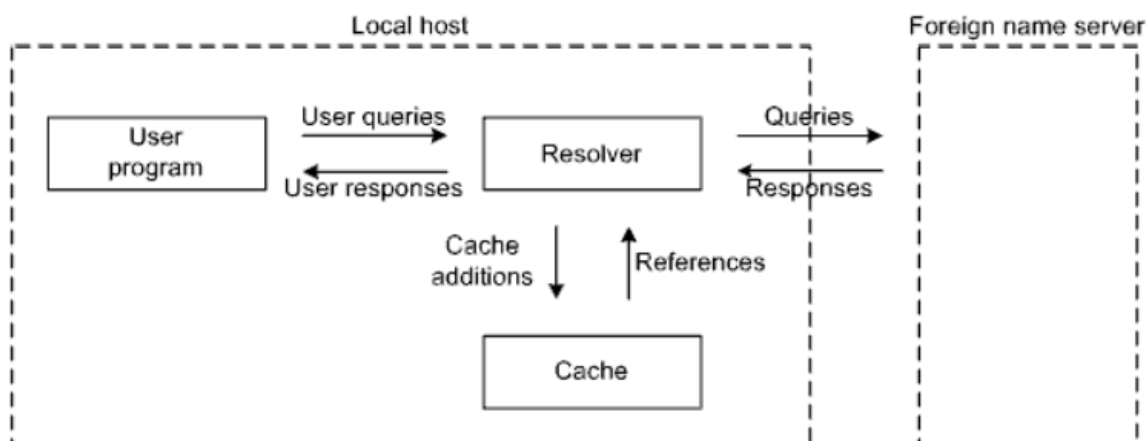 Local host
Foreign name server
User queries
Queries
User
program
Resolver
User responses
Responses
Cache
additions
References
Cache